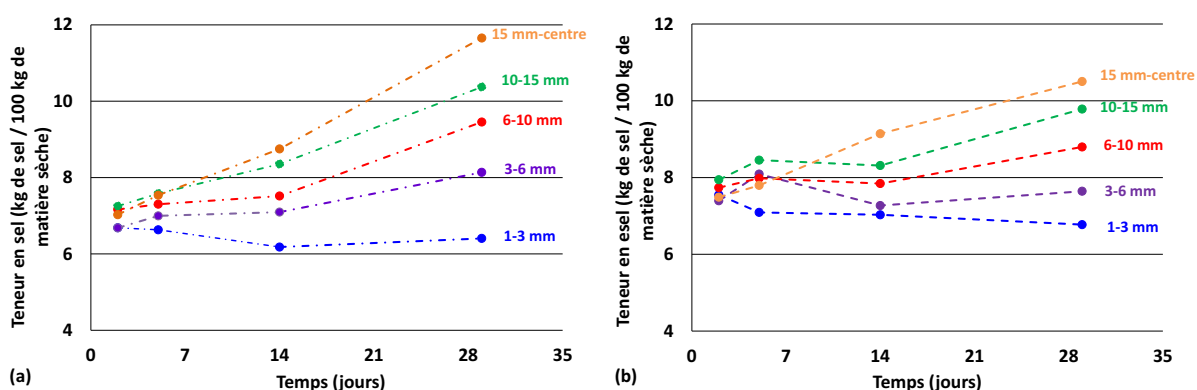 Teneur en sel (kg de sel / 100 kg de
matière sèche)
12
10
8
6
4
15 mm-centre
10-15 mm
6-10 mm
3-6 mm
1-3 mm
0
7
14
21
28
35
Temps (jours)
(a)
Teneur en esel (kg de sel / 100 kg de
matière sèche)
12
10
8
6
4
15 mm-centre
10-15 mm
6-10 mm
3-6 mm
1-3 mm
0
7
14
21
28
35
Temps (jours)
(b)